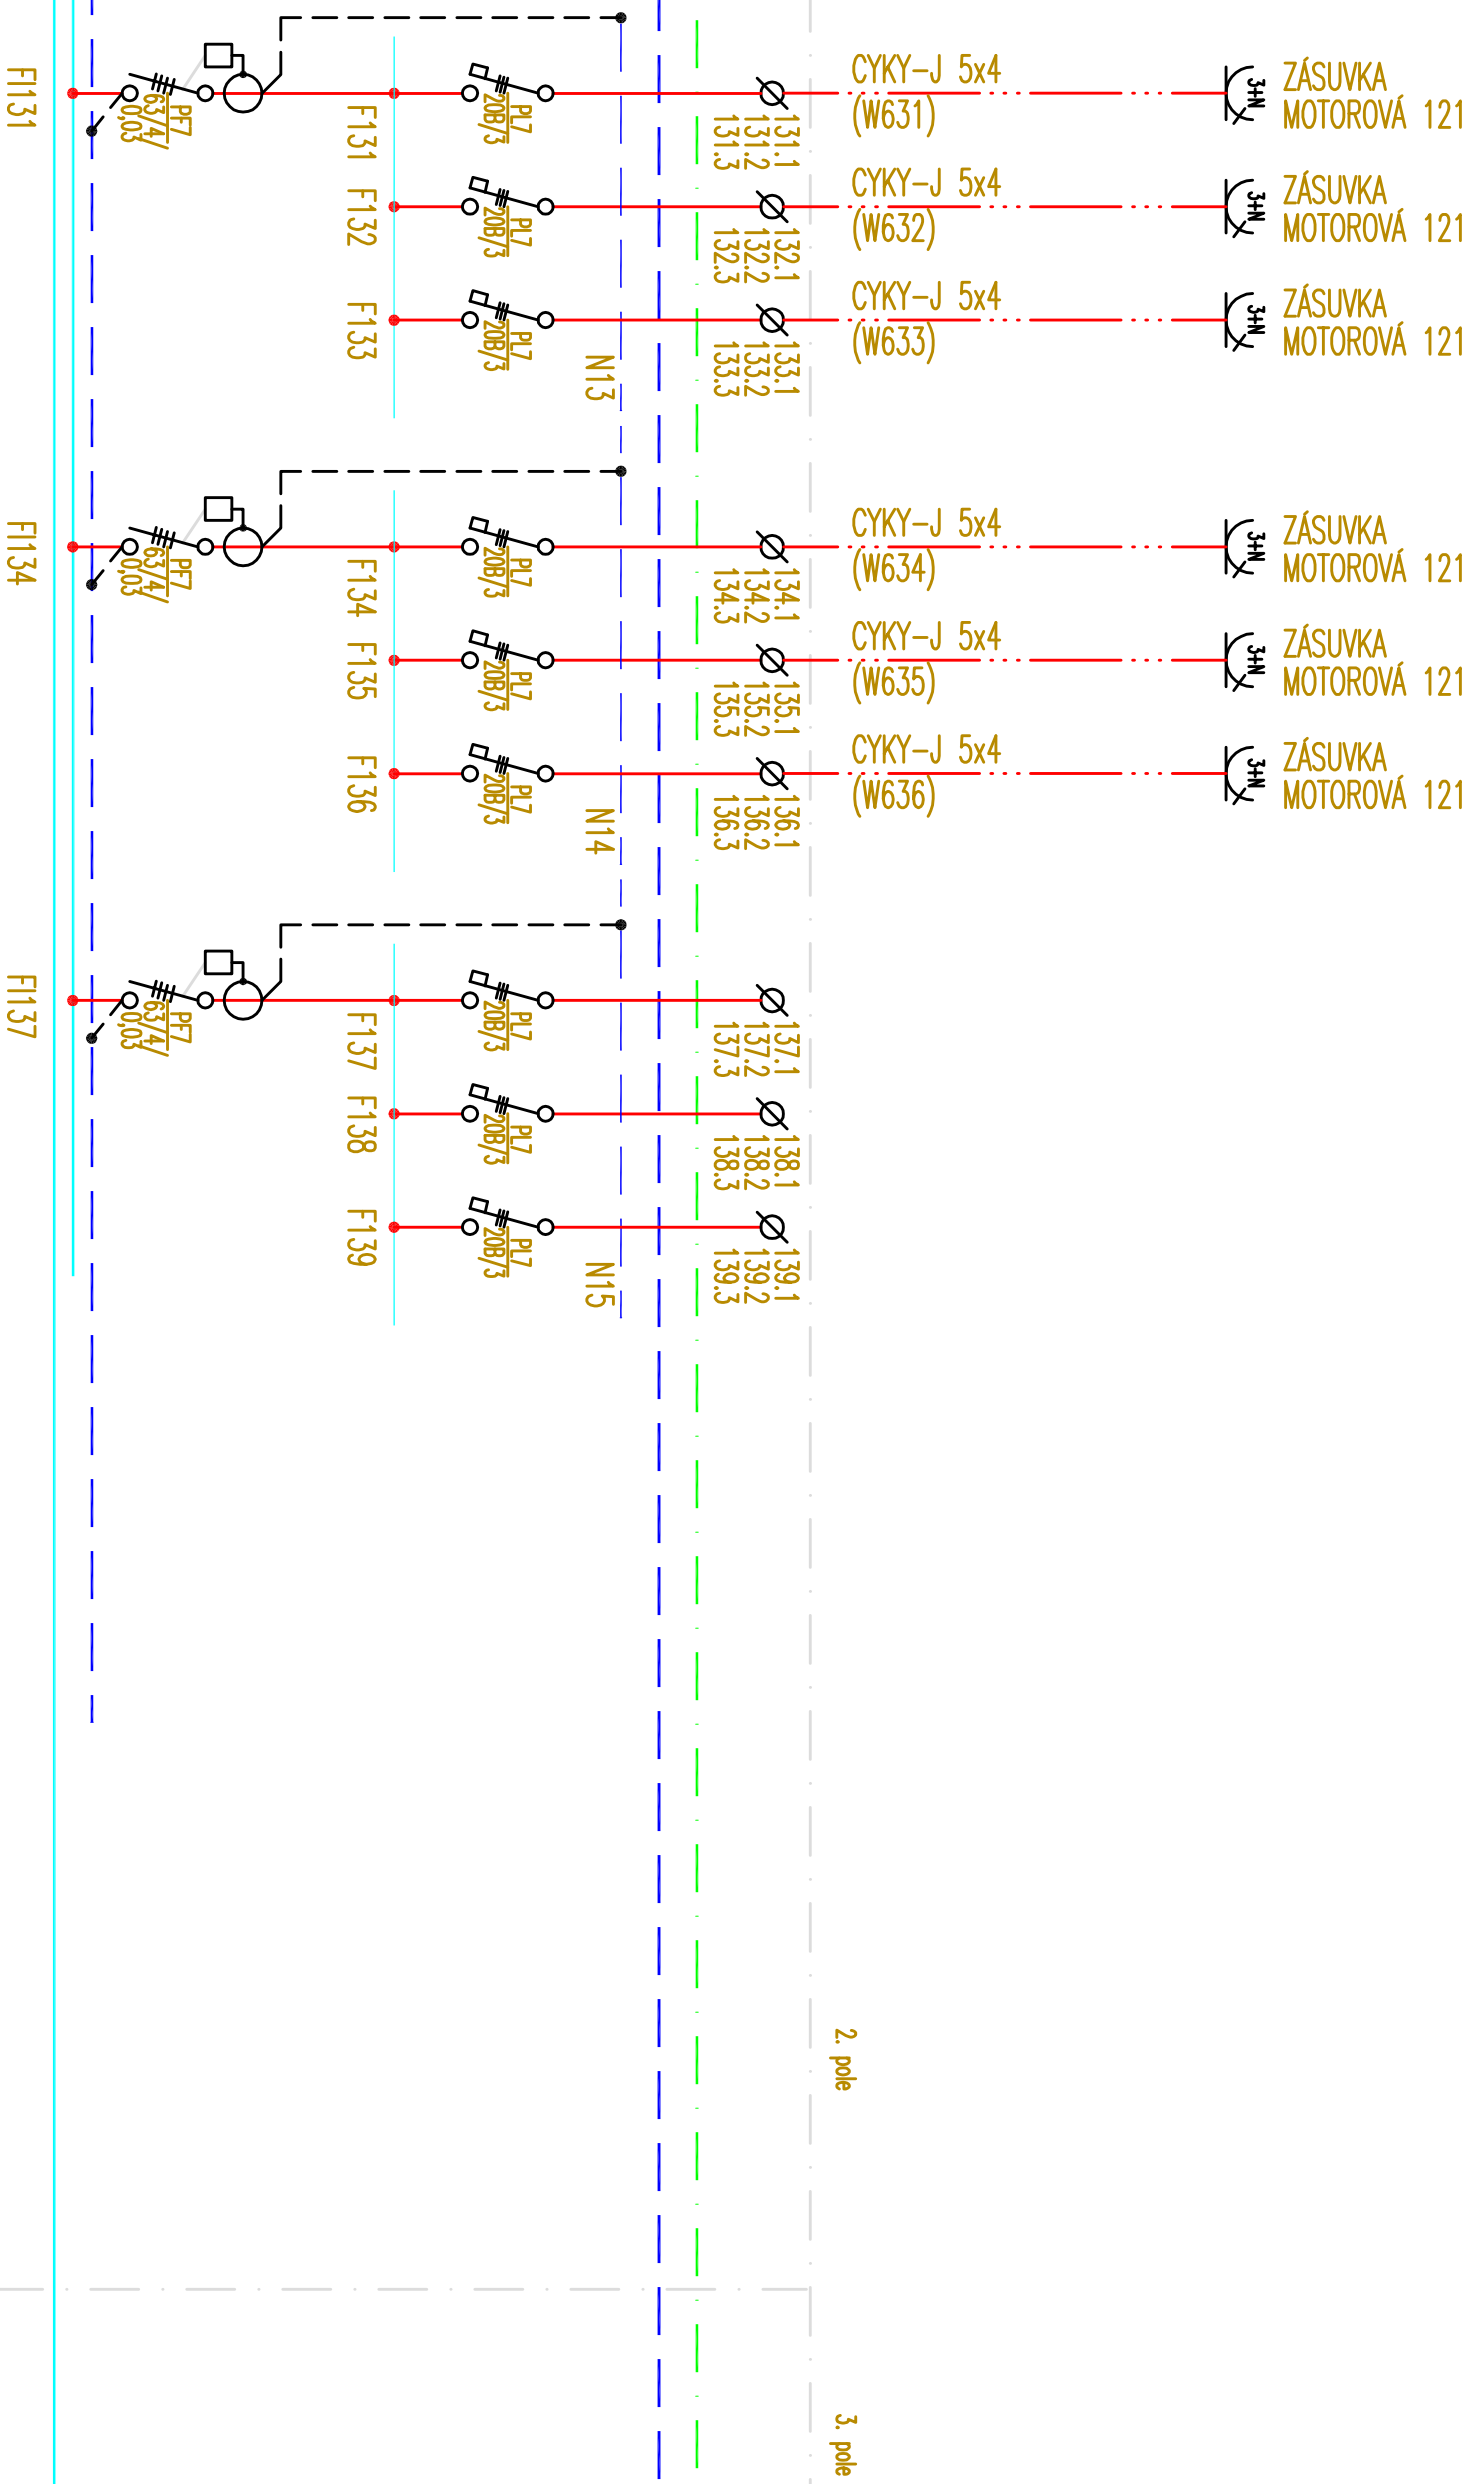 FI131
PF7
63/4/
0,03
F131
PL7
20B/3
131.1
131.2
131.3
CYKY-J 5x4
(W631)
3+N
ZÁSUVKA
MOTOROVÁ 121
F132
PL7
20B/3
132.1
132.2
132.3
CYKY-J 5x4
(W632)
3+N
ZÁSUVKA
MOTOROVÁ 121
F133
PL7
20B/3
N13
133.1
133.2
133.3
CYKY-J 5x4
(W633)
3+N
ZÁSUVKA
MOTOROVÁ 121
FI134
PF7
63/4/
0,03
F134
PL7
20B/3
134.1
134.2
134.3
CYKY-J 5x4
(W634)
3+N
ZÁSUVKA
MOTOROVÁ 121
F135
PL7
20B/3
135.1
135.2
135.3
CYKY-J 5x4
(W635)
3+N
ZÁSUVKA
MOTOROVÁ 121
F136
PL7
20B/3
N14
136.1
136.2
136.3
CYKY-J 5x4
(W636)
3+N
ZÁSUVKA
MOTOROVÁ 121
FI137
PF7
63/4/
0,03
F137
PL7
20B/3
137.1
137.2
137.3
F138
PL7
20B/3
138.1
138.2
138.3
F139
PL7
20B/3
N15
139.1
139.2
139.3
2. pole
3. pole